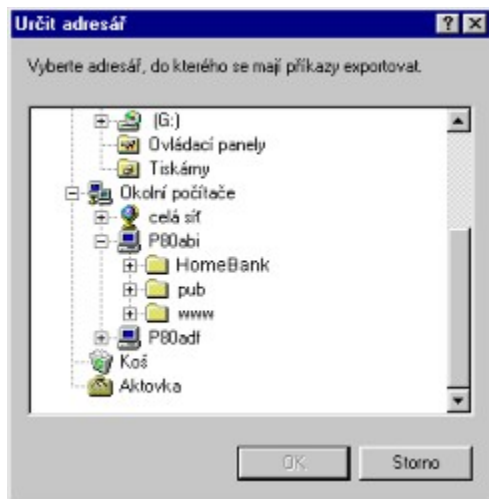 Určit adresář
Vyberte adresář, do kterého se mají příkazy exportovat.
(G:)
Ovládací panely
Tiskárny
Okolní počítače
celá síť
P80abi
HomeBank
pub
www
P80adf
Koš
Aktovka
OK
Storno